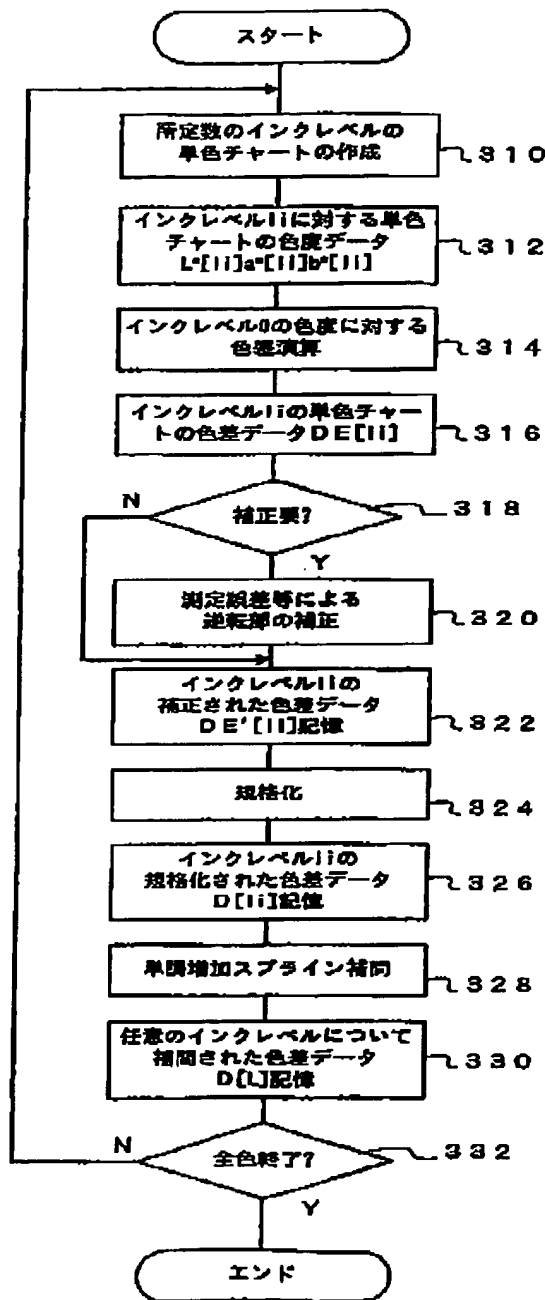 スタート
所定数のインクレベルの
単色チャートの作成
310
インクレベルIiに対する単色
チャートの色度データ
L*[Ii]a*[Ii]b*[Ii]
312
インクレベル0の色度に対する
色差演算
314
インクレベルIiの単色チャー
トの色差データDE[Ii]
316
N
補正要?
318
Y
測定誤差等による
逆転部の補正
320
インクレベルIiの
補正された色差データ
DE'[Ii]記憶
322
規格化
324
インクレベルIiの
規格化された色差データ
D[Ii]記憶
326
単調増加スプライン補間
328
任意のインクレベルについて
補間された色差データ
D[L]記憶
330
N
全色終了?
332
Y
エンド